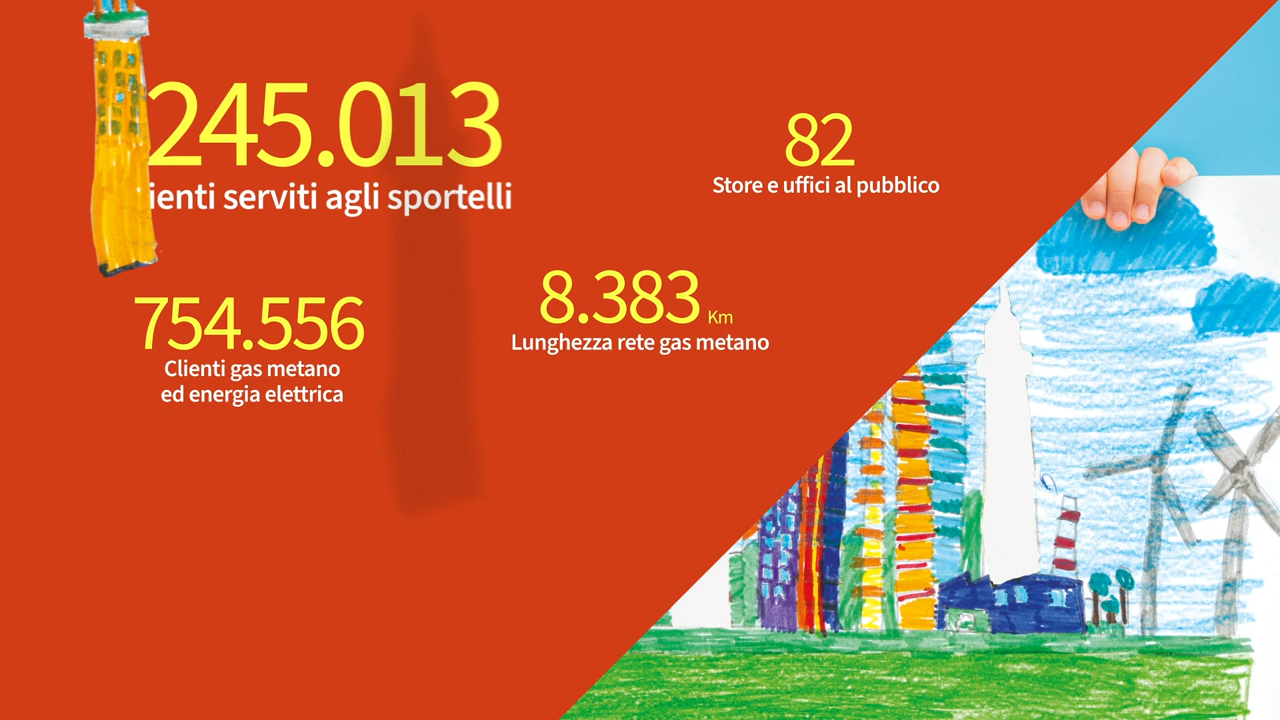 245.013
ienti serviti agli sportelli
82
Store e uffici al pubblico
754.556
Clienti gas metano
ed energia elettrica
8.383 Km
Lunghezza rete gas metano